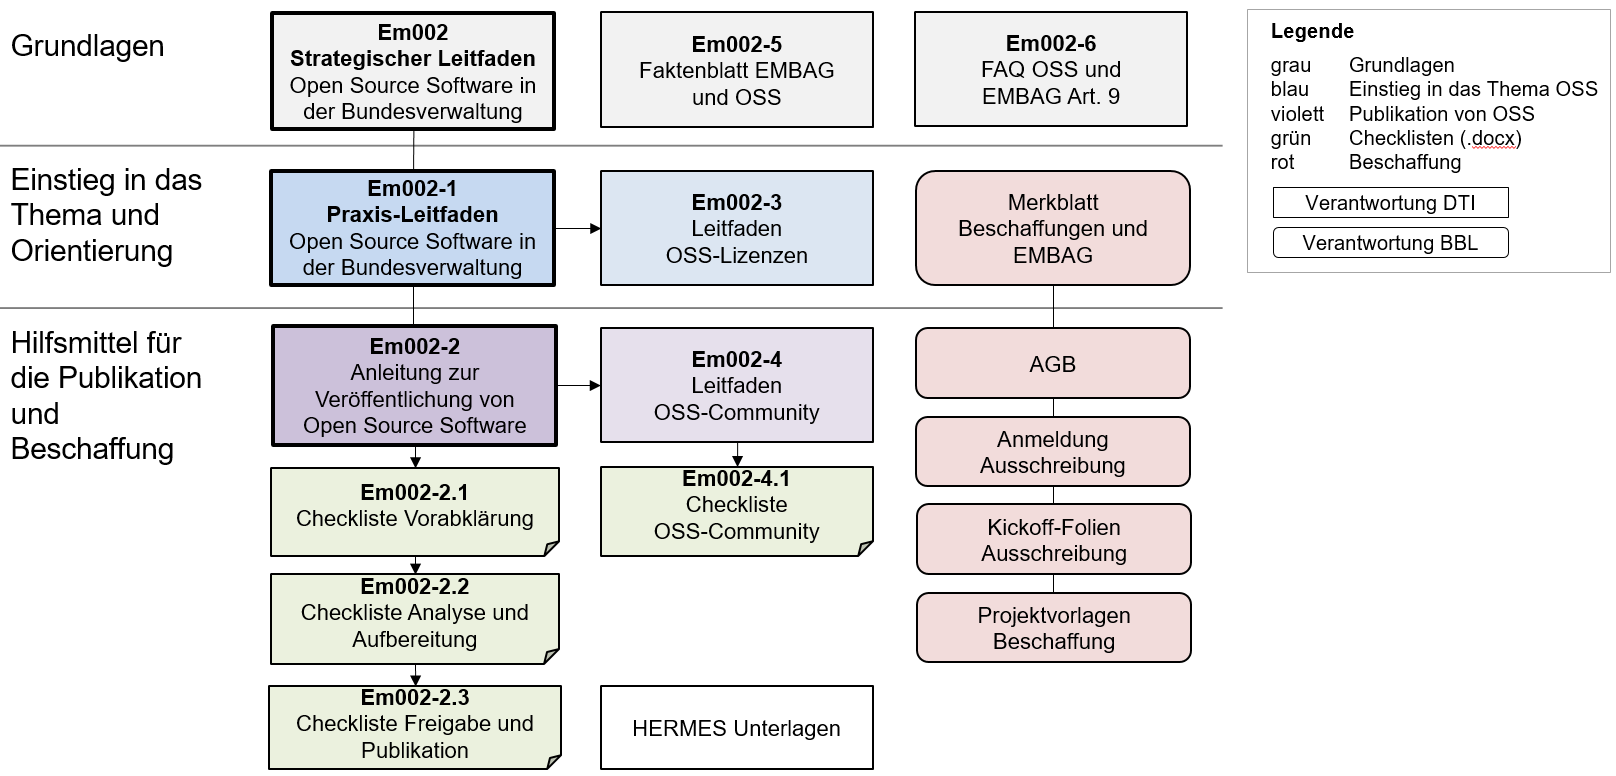 Grundlagen
Em002
Strategischer Leitfaden
Open Source Software in
der Bundesverwaltung
Em002-5
Faktenblatt EMBAG
und OSS
Em002-6
FAQ OSS und
EMBAG Art. 9
Legende
grau Grundlagen
blau Einstieg in das Thema OSS
violett Publikation von OSS
grün Checklisten (.docx)
rot Beschaffung
Verantwortung DTI
Verantwortung BBL
Einstieg in das
Thema und
Orientierung
Em002-1
Praxis-Leitfaden
Open Source Software in
der Bundesverwaltung
Em002-3
Leitfaden
OSS-Lizenzen
Merkblatt
Beschaffungen und
EMBAG
Hilfsmittel für
die Publikation
und
Beschaffung
Em002-2
Anleitung zur
Veröffentlichung von
Open Source Software
Em002-4
Leitfaden
OSS-Community
AGB
Anmeldung
Ausschreibung
Em002-2.1
Checkliste Vorabklärung
Em002-4.1
Checkliste
OSS-Community
Kickoff-Folien
Ausschreibung
Em002-2.2
Checkliste Analyse und
Aufbereitung
Projektvorlagen
Beschaffung
Em002-2.3
Checkliste Freigabe und
Publikation
HERMES Unterlagen